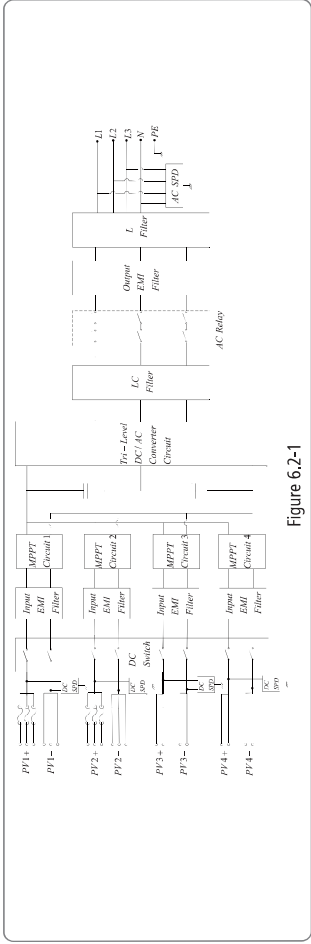 PV1+
PV1−
DC
SPD
Input
EMI
Filter
MPPT
Circuit 1
PV2+
PV2−
DC
SPD
DC
Switch
Input
EMI
Filter
MPPT
Circuit 2
PV3+
PV3−
DC
SPD
Input
EMI
Filter
MPPT
Circuit 3
PV4+
PV4−
DC
SPD
Input
EMI
Filter
MPPT
Circuit 4
Tri−Level
DC/AC
Converter
Circuit
LC
Filter
AC Relay
Output
EMI
Filter
L
Filter
AC SPD
L1
L2
L3
N
PE
Figure 6.2-1